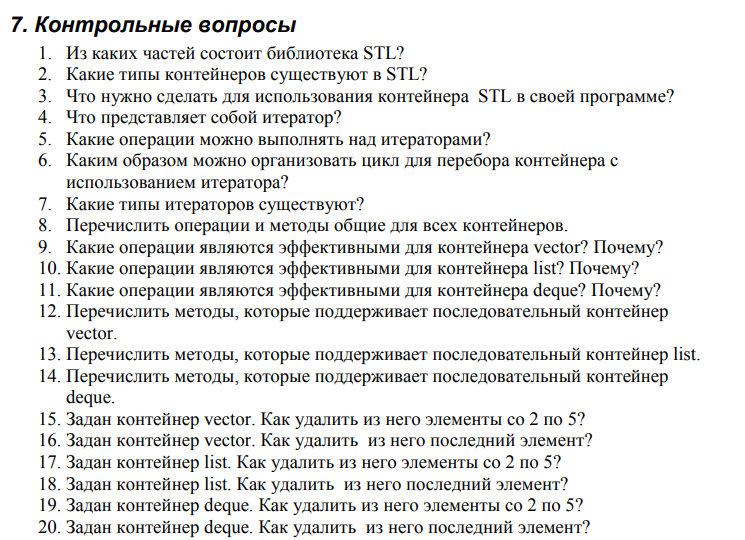 7. Контрольные вопросы
1. Из каких частей состоит библиотека STL?
2. Какие типы контейнеров существуют в STL?
3. Что нужно сделать для использования контейнера STL в своей программе?
4. Что представляет собой итератор?
5. Какие операции можно выполнять над итераторами?
6. Каким образом можно организовать цикл для перебора контейнера с
использованием итератора?
7. Какие типы итераторов существуют?
8. Перечислить операции и методы общие для всех контейнеров.
9. Какие операции являются эффективными для контейнера vector? Почему?
10. Какие операции являются эффективными для контейнера list? Почему?
11. Какие операции являются эффективными для контейнера deque? Почему?
12. Перечислить методы, которые поддерживает последовательный контейнер
vector.
13. Перечислить методы, которые поддерживает последовательный контейнер list.
14. Перечислить методы, которые поддерживает последовательный контейнер
deque.
15. Задан контейнер vector. Как удалить из него элементы со 2 по 5?
16. Задан контейнер vector. Как удалить из него последний элемент?
17. Задан контейнер list. Как удалить из него элементы со 2 по 5?
18. Задан контейнер list. Как удалить из него последний элемент?
19. Задан контейнер deque. Как удалить из него элементы со 2 по 5?
20. Задан контейнер deque. Как удалить из него последний элемент?